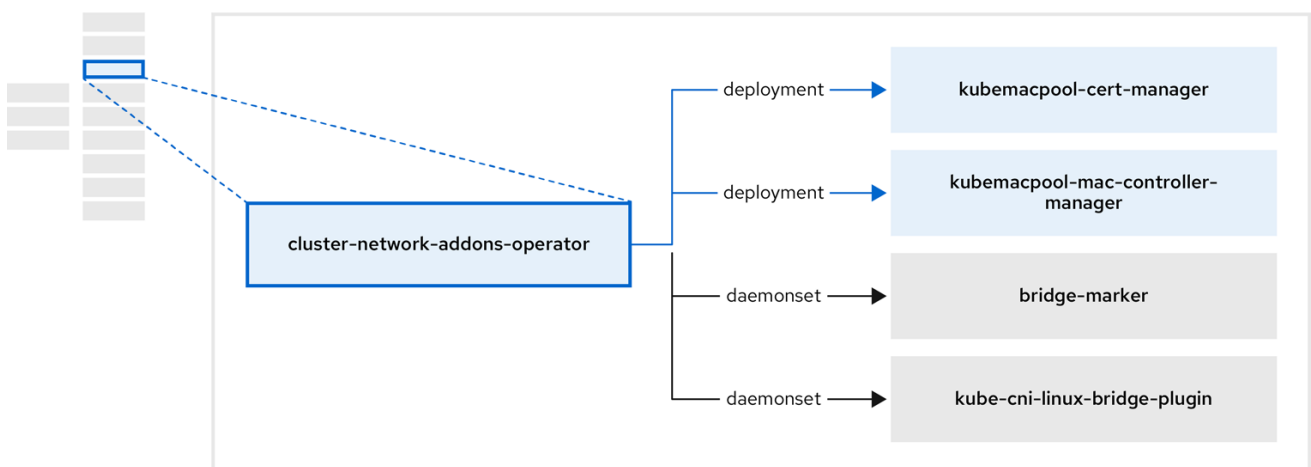 deployment
kubemacpool-cert-manager
deployment
kubemacpool-mac-controller-
manager
cluster-network-addons-operator
daemonset
bridge-marker
daemonset
kube-cni-linux-bridge-plugin